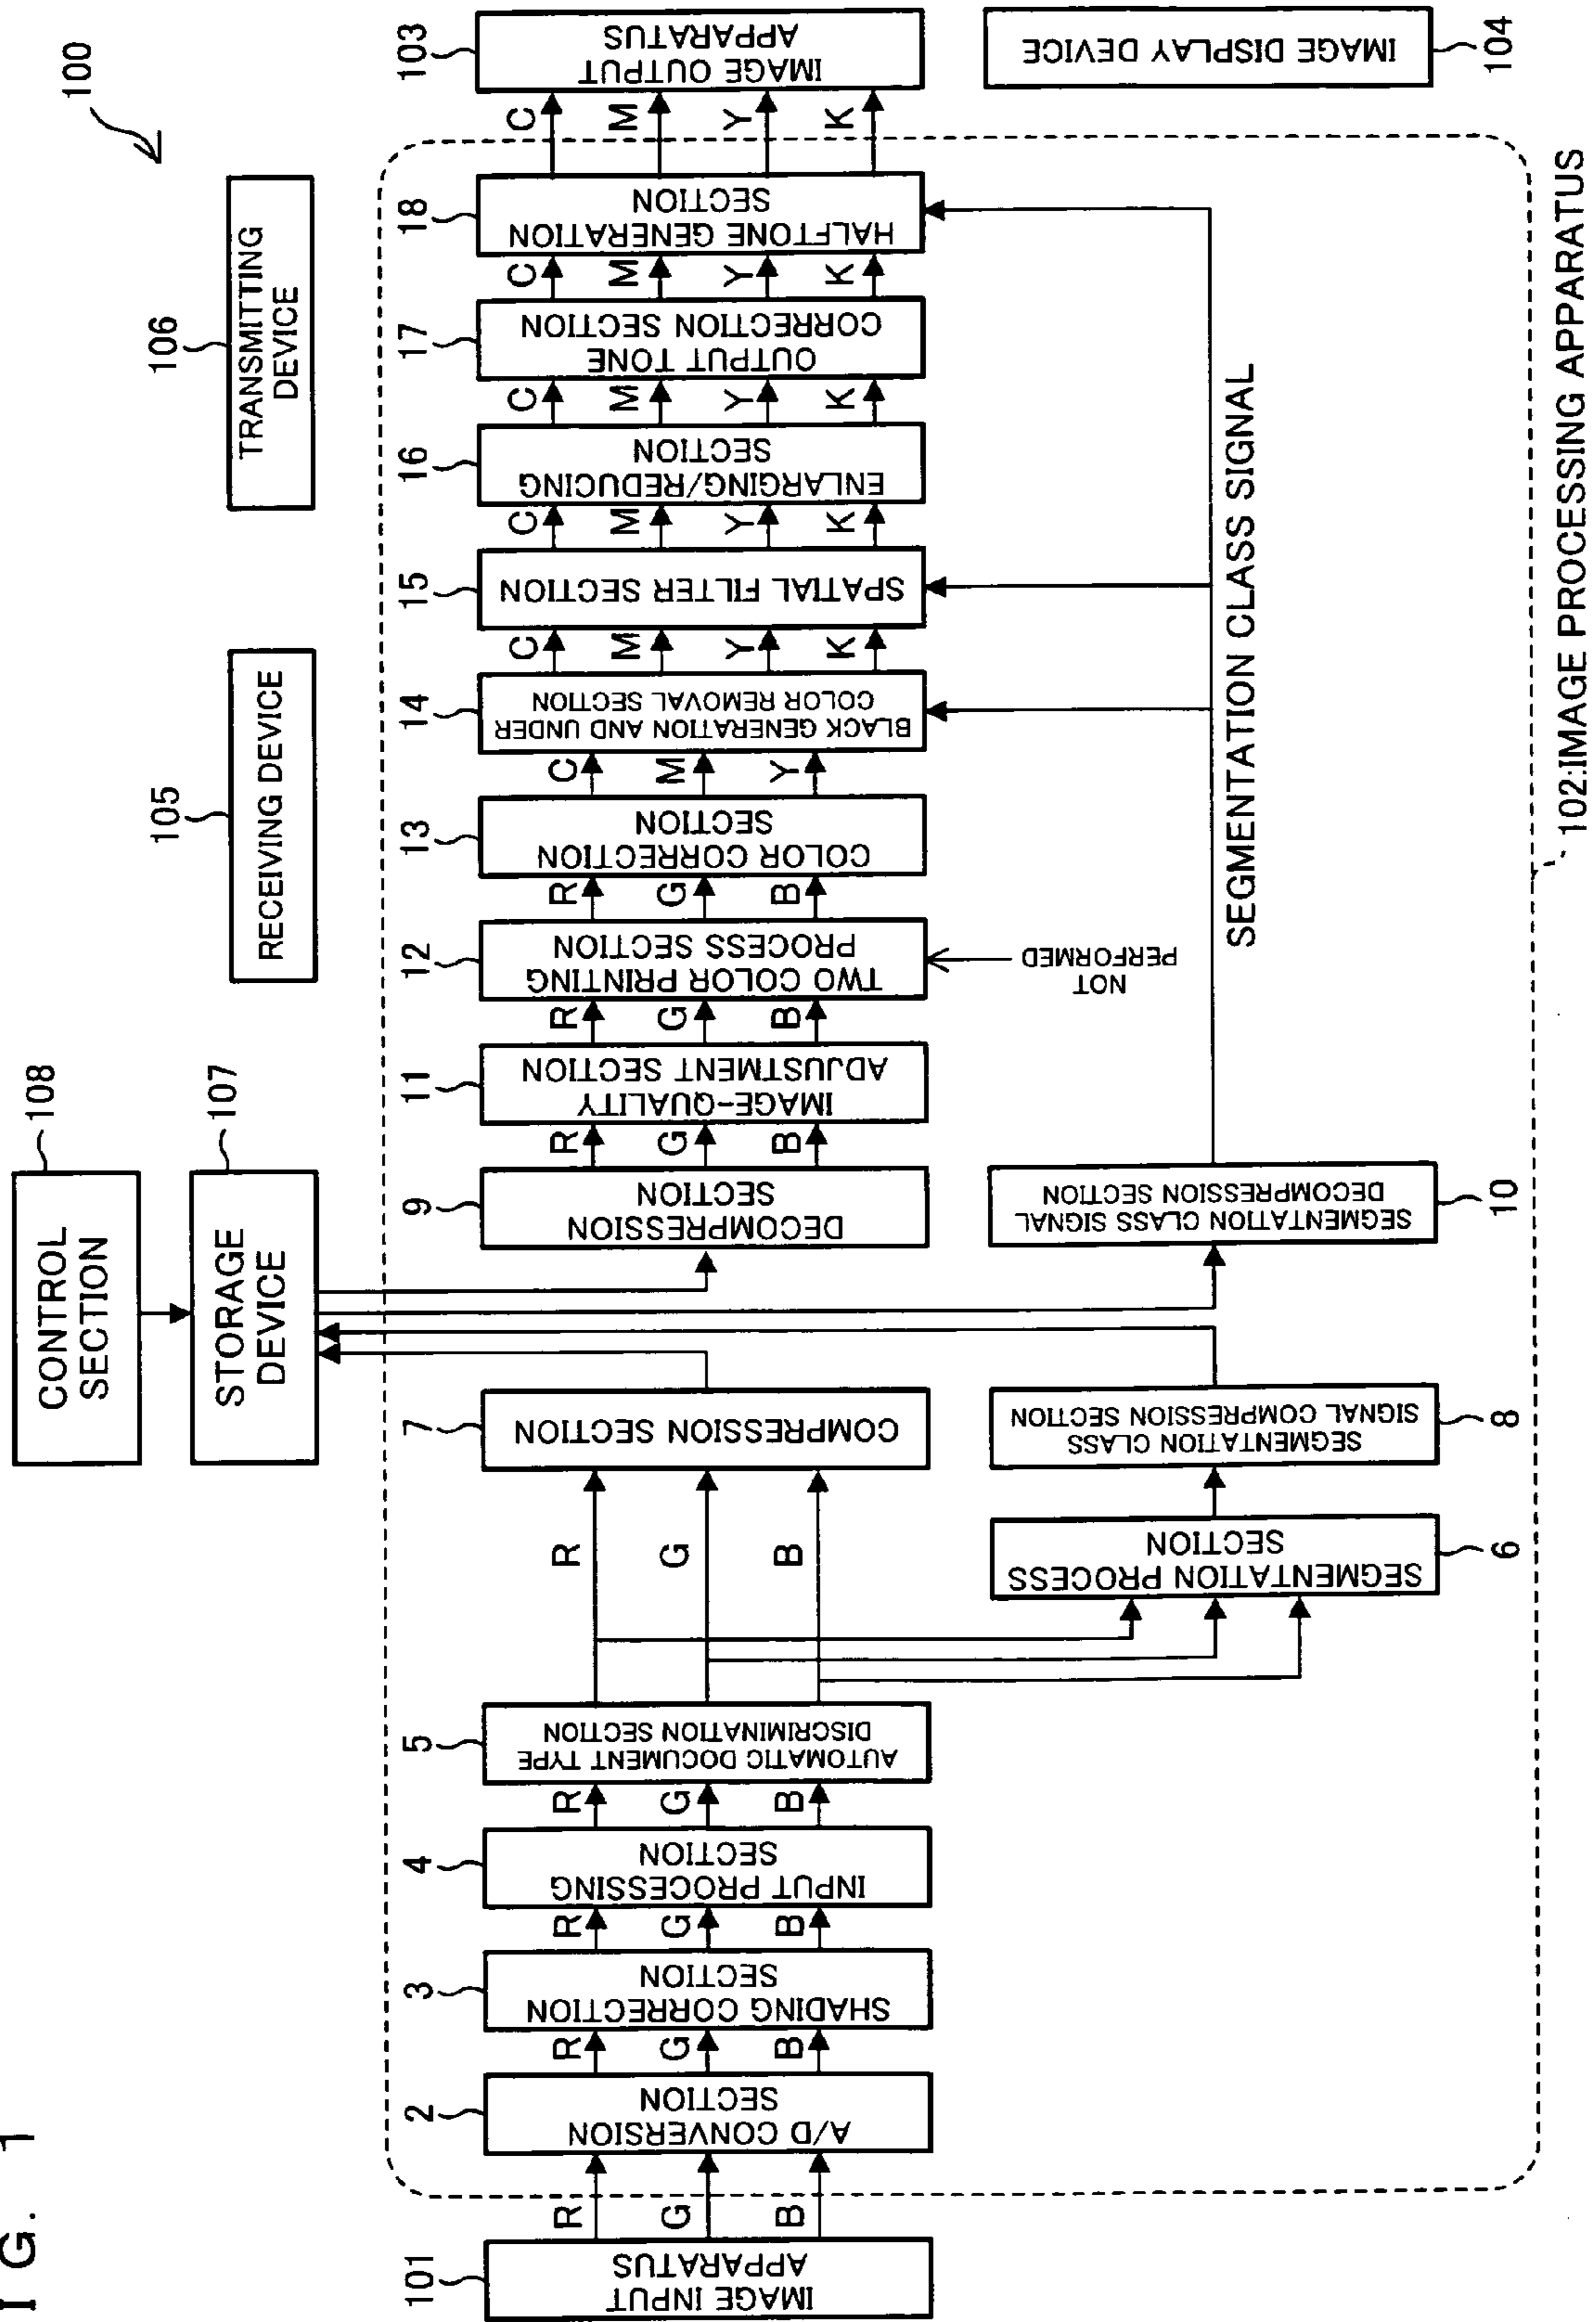 I G. 1
100
CONTROL
SECTION
108
STORAGE
DEVICE
107
RECEIVING DEVICE
105
TRANSMITTING
DEVICE
106
101
IMAGE INPUT
APPARATUS
R
G
B
2
A/D CONVERSION
SECTION
R
G
B
3
SHADING CORRECTION
SECTION
R
G
B
4
INPUT PROCESSING
SECTION
R
G
B
5
AUTOMATIC DOCUMENT TYPE
DISCRIMINATION SECTION
R
G
B
6
SEGMENTATION PROCESS
SECTION
7
COMPRESSION SECTION
8
SEGMENTATION CLASS
SIGNAL COMPRESSION SECTION
9
DECOMPRESSION
SECTION
10
SEGMENTATION CLASS SIGNAL
DECOMPRESSION SECTION
R
G
B
11
IMAGE-QUALITY
ADJUSTMENT SECTION
R
G
B
12
TWO COLOR PRINTING
PROCESS SECTION
NOT
PERFORMED
R
G
B
13
COLOR CORRECTION
SECTION
C
M
Y
14
BLACK GENERATION AND UNDER
COLOR REMOVAL SECTION
C
M
Y
K
15
SPATIAL FILTER SECTION
C
M
Y
K
16
ENLARGING/REDUCING
SECTION
C
M
Y
K
17
OUTPUT TONE
CORRECTION SECTION
C
M
Y
K
18
HALFTONE GENERATION
SECTION
C
M
Y
K
103
IMAGE OUTPUT
APPARATUS
IMAGE DISPLAY DEVICE
104
SEGMENTATION CLASS SIGNAL
102:IMAGE PROCESSING APPARATUS